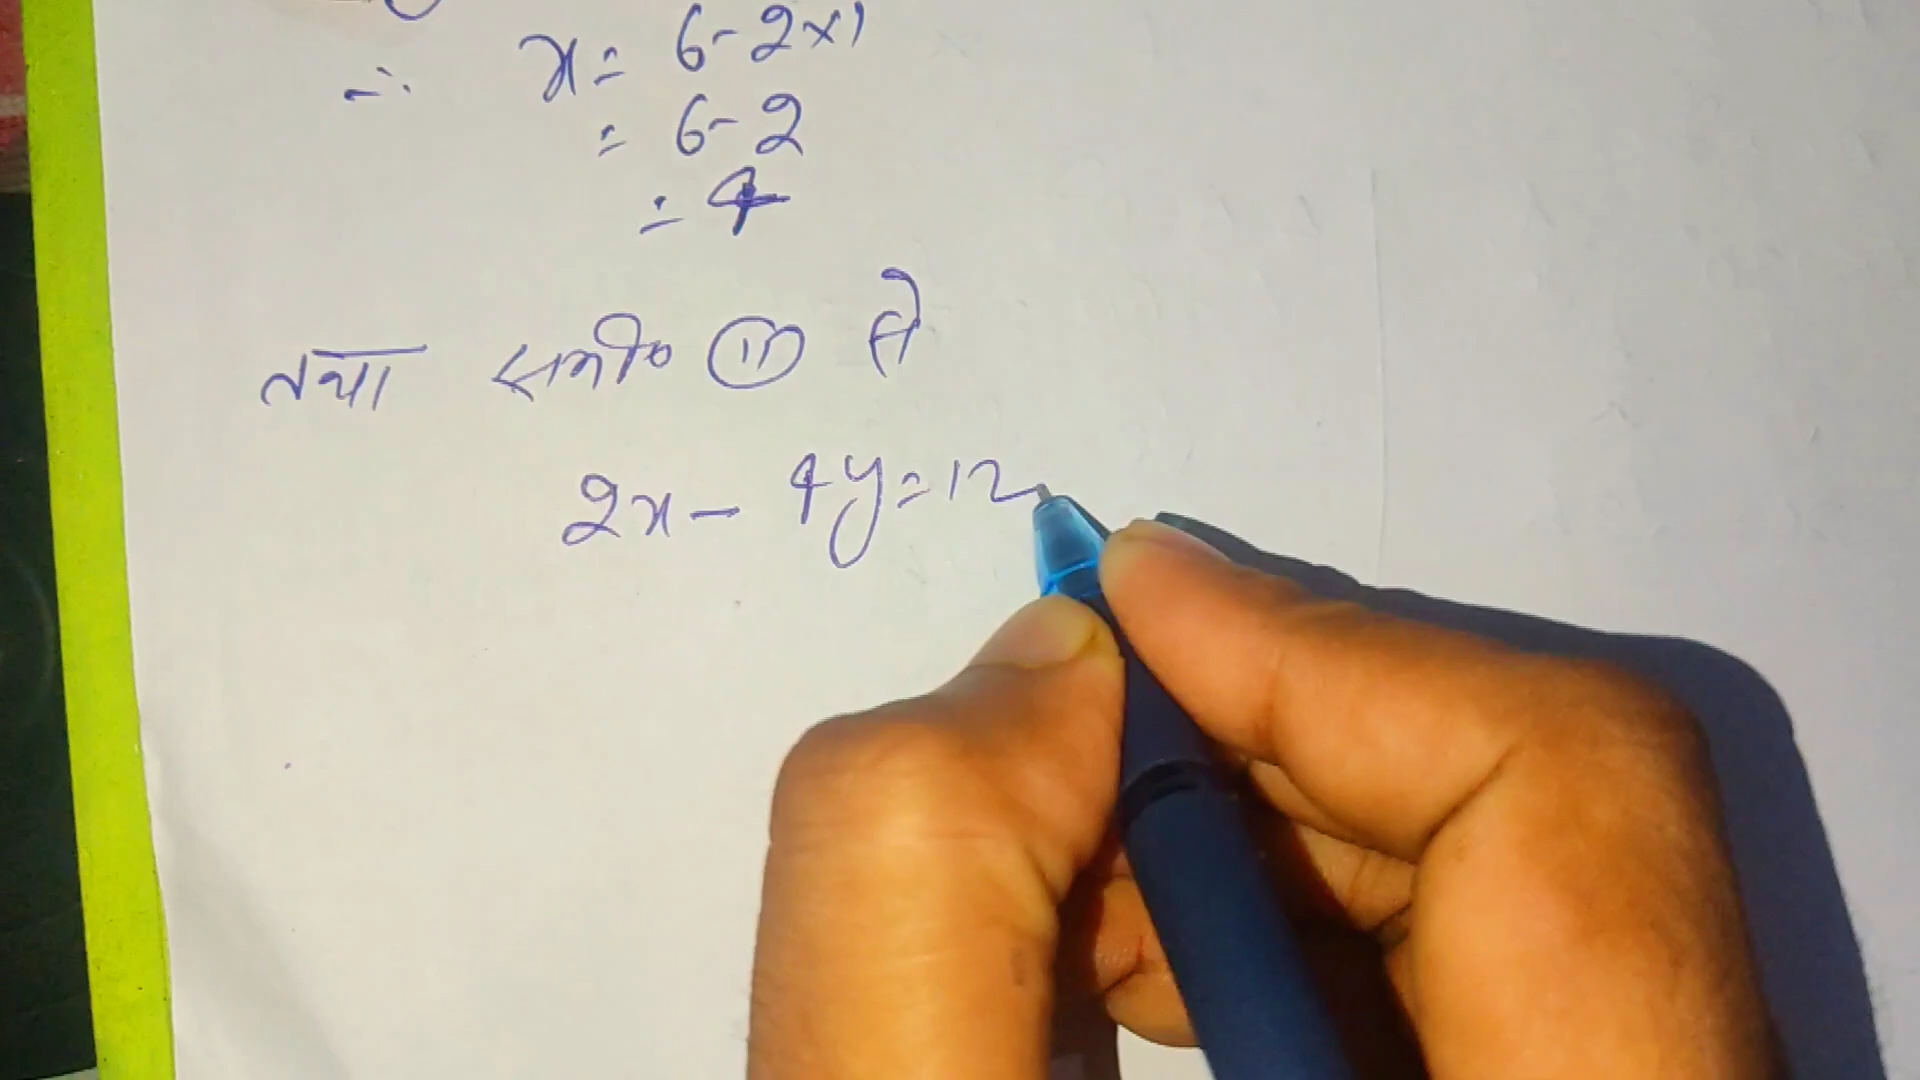 ∴ x = 6-2×1
= 6-2
= 4
तथा समी० (ii) से
2x - 4y = 12